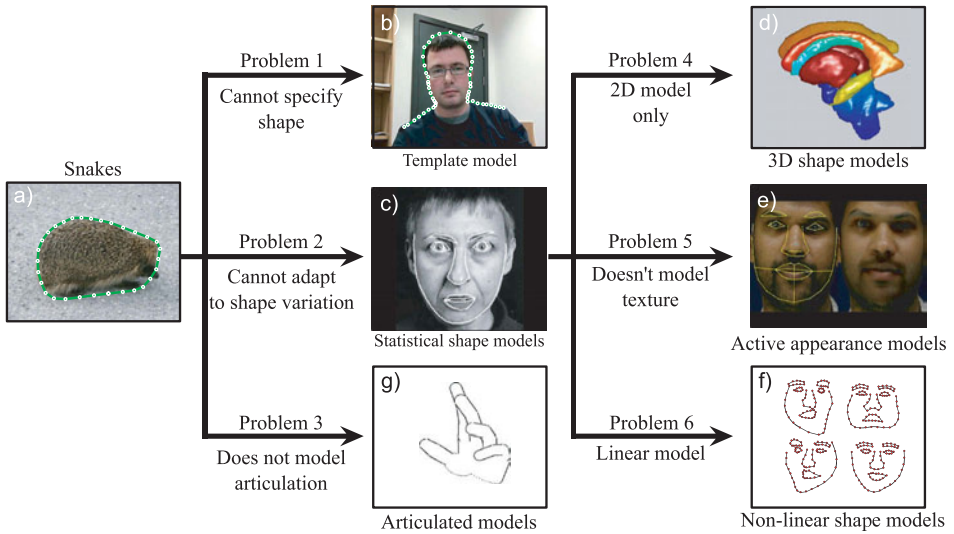 Snakes
a)
Problem 1
Cannot specify
shape
b)
Template model
Problem 2
Cannot adapt
to shape variation
c)
Statistical shape models
Problem 3
Does not model
articulation
g)
Articulated models
Problem 4
2D model
only
d)
3D shape models
Problem 5
Doesn't model
texture
e)
Active appearance models
Problem 6
Linear model
f)
Non-linear shape models